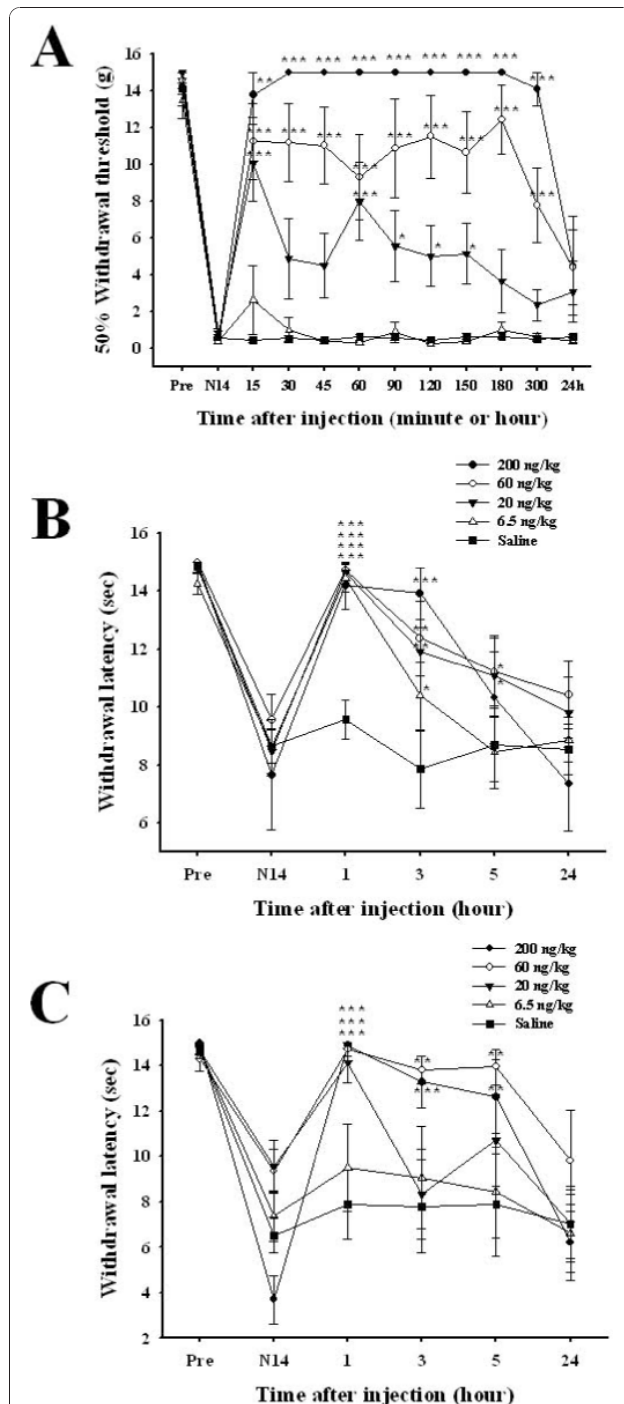 A
50% Withdrawal threshold (g)
16
14
12
10
8
6
4
2
0
*** *** *** *** *** *** ***
**
***
*** *** *** *** *** *** ***
*** ***
***
* * *
Pre N14 15 30 45 60 90 120 150 180 300 24h
Time after injection (minute or hour)
B
200 ng/kg
60 ng/kg
20 ng/kg
6.5 ng/kg
Saline
Withdrawal latency (sec)
16
14
12
10
8
6
***
***
***
***
***
**
**
*
*
*
Pre N14 1 3 5 24
Time after injection (hour)
C
200 ng/kg
60 ng/kg
20 ng/kg
6.5 ng/kg
Saline
Withdrawal latency (sec)
16
14
12
10
8
6
4
2
***
***
***
** **
*** **
Pre N14 1 3 5 24
Time after injection (hour)